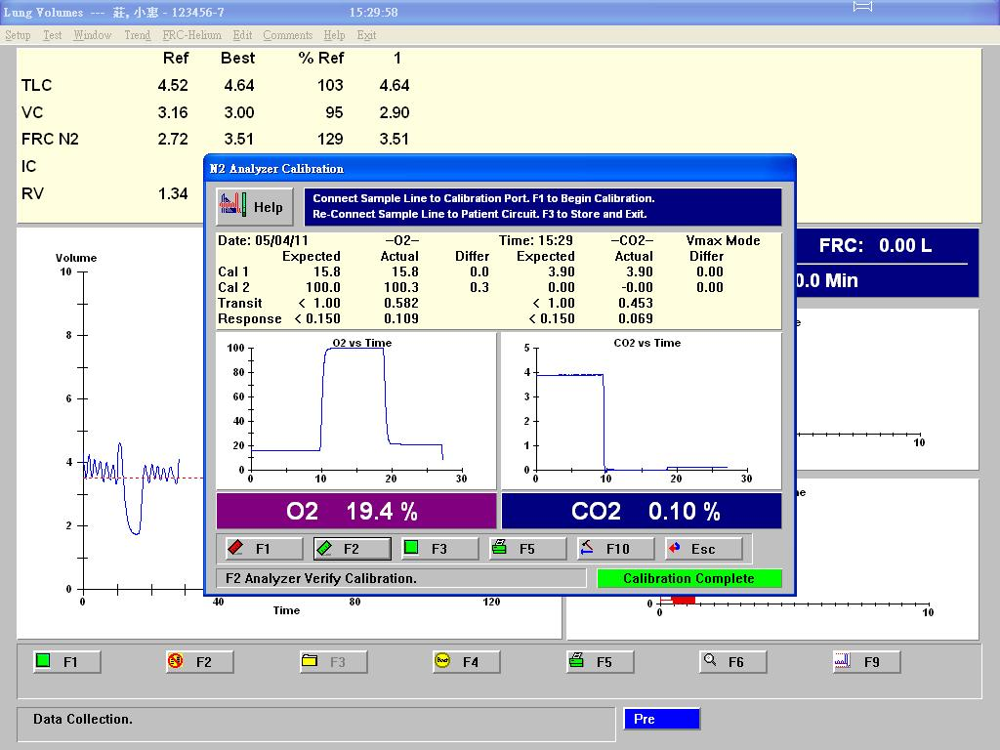 Lung Volumes --- 莊, 小惠 - 123456-7 15:29:58
Setup Test Window Trend FRC-Helium Edit Comments Help Exit
Ref Best % Ref 1
TLC 4.52 4.64 103 4.64
VC 3.16 3.00 95 2.90
FRC N2 2.72 3.51 129 3.51
IC
RV 1.34
N2 Analyzer Calibration
Help
Connect Sample Line to Calibration Port. F1 to Begin Calibration.
Re-Connect Sample Line to Patient Circuit. F3 to Store and Exit.
Date: 05/04/11 --O2-- Time: 15:29 --CO2-- Vmax Mode
Expected Actual Differ Expected Actual Differ
Cal 1 15.8 15.8 0.0 3.90 3.90 0.00
Cal 2 100.0 100.3 0.3 0.00 -0.00 0.00
Transit < 1.00 0.582 < 1.00 0.453
Response < 0.150 0.109 < 0.150 0.069
O2 vs Time
100
80
60
40
20
0
0 10 20 30
CO2 vs Time
5
4
3
2
1
0
0 10 20 30
O2 19.4 % CO2 0.10 %
F1 F2 F3 F5 F10 Esc
F2 Analyzer Verify Calibration. Calibration Complete
FRC: 0.00 L
0.0 Min
Volume
10
8
6
4
2
0
0 40 80 120
Time
10
0
0 10
F1 F2 F3 F4 F5 F6 F9
Data Collection. Pre